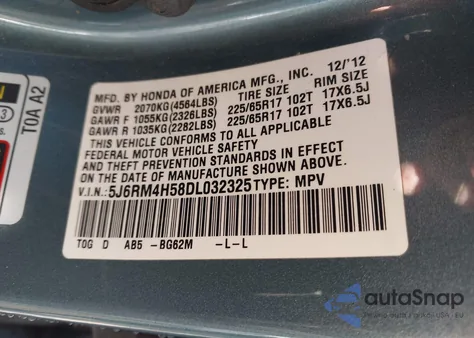 MFD. BY HONDA OF AMERICA MFG., INC. 12/'12
GVWR 2070KG(4564LBS) TIRE SIZE RIM SIZE
GAWR F 1055KG(2326LBS) 225/65R17 102T 17X6.5J
GAWR R 1035KG(2282LBS) 225/65R17 102T 17X6.5J
THIS VEHICLE CONFORMS TO ALL APPLICABLE
FEDERAL MOTOR VEHICLE SAFETY
AND THEFT PREVENTION STANDARDS IN EFFECT
ON THE DATE OF MANUFACTURE SHOWN ABOVE.
V.I.N: 5J6RM4H58DL032325 TYPE: MPV
TOG D AB5 -BG62M -L-L
TOA A2
3
autoSnap